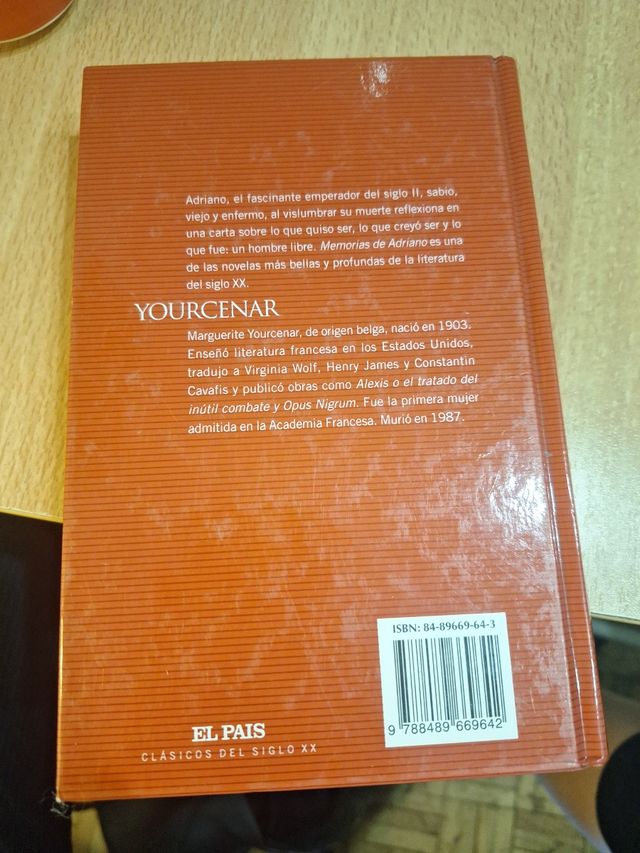 Adriano, el fascinante emperador del siglo II, sabio,
viejo y enfermo, al vislumbrar su muerte reflexiona en
una carta sobre lo que quiso ser, lo que creyó ser y lo
que fue: un hombre libre. Memorias de Adriano es una
de las novelas más bellas y profundas de la literatura
del siglo XX.
YOURCENAR
Marguerite Yourcenar, de origen belga, nació en 1903.
Enseñó literatura francesa en los Estados Unidos,
tradujo a Virginia Wolf, Henry James y Constantin
Cavafis y publicó obras como Alexis o el tratado del
inútil combate y Opus Nigrum. Fue la primera mujer
admitida en la Academia Francesa. Murió en 1987.
ISBN: 84-89669-64-3
9 788489 669642
EL PAIS
CLÁSICOS DEL SIGLO XX